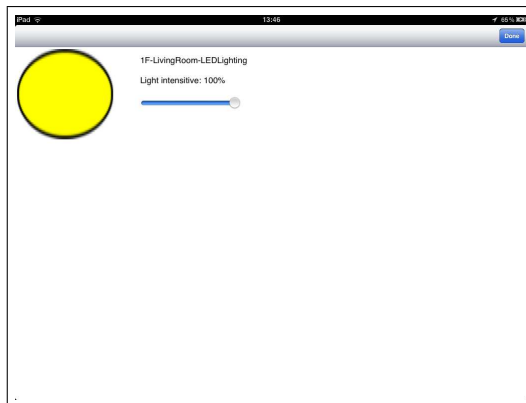 iPad 13:46 66%
Done
1F-LivingRoom-LEDLighting
Light intensitive: 100%